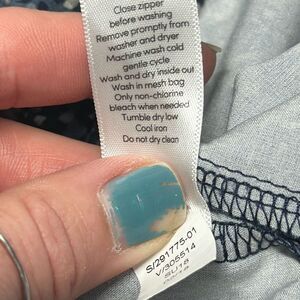 Close zipper
before washing
Remove promptly from
washer and dryer
Machine wash cold
gentle cycle
Wash and dry inside out
Wash in mesh bag
Only non-chlorine
bleach when needed
Tumble dry low
Cool iron
Do not dry clean
S/291775-01
V/305514
SU18